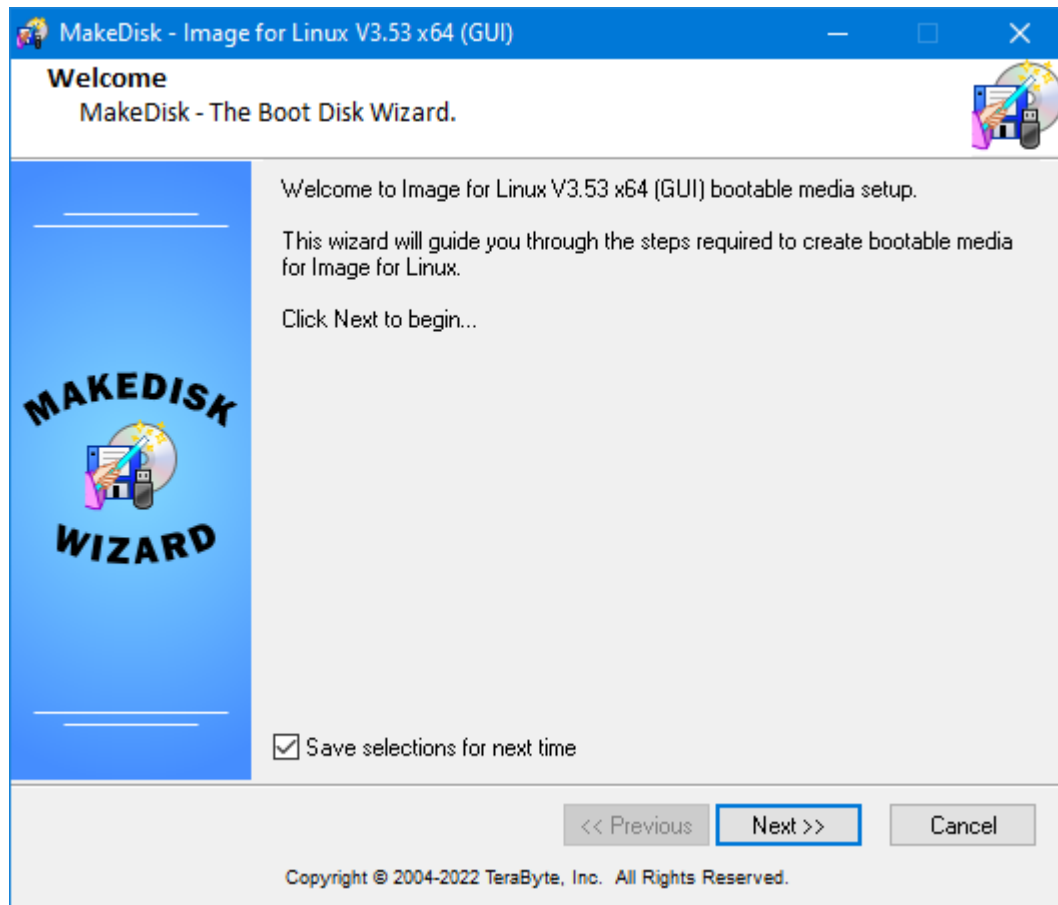 MakeDisk - Image for Linux V3.53 x64 (GUI)
Welcome
MakeDisk - The Boot Disk Wizard.
Welcome to Image for Linux V3.53 x64 (GUI) bootable media setup.
This wizard will guide you through the steps required to create bootable media
for Image for Linux.
Click Next to begin...
MAKEDISK
WIZARD
Save selections for next time
<< Previous
Next >>
Cancel
Copyright © 2004-2022 TeraByte, Inc. All Rights Reserved.